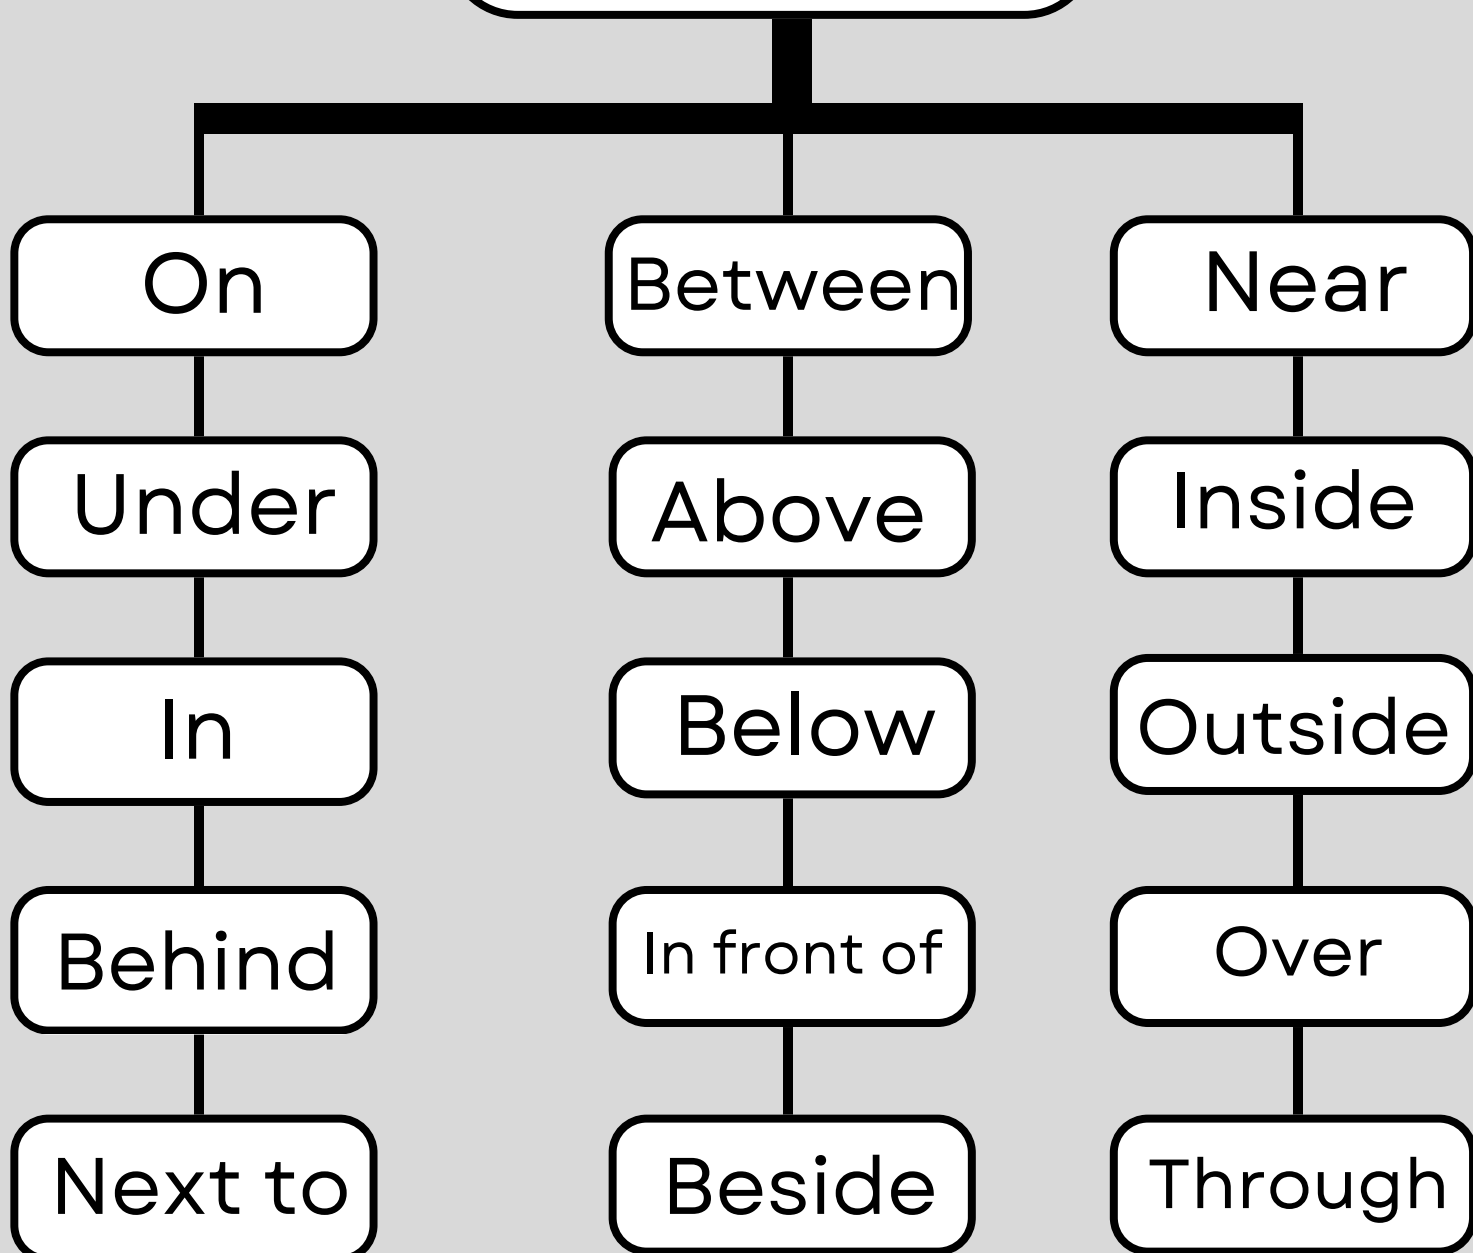 On
Between
Near
Under
Above
Inside
In
Below
Outside
Behind
In front of
Over
Next to
Beside
Through